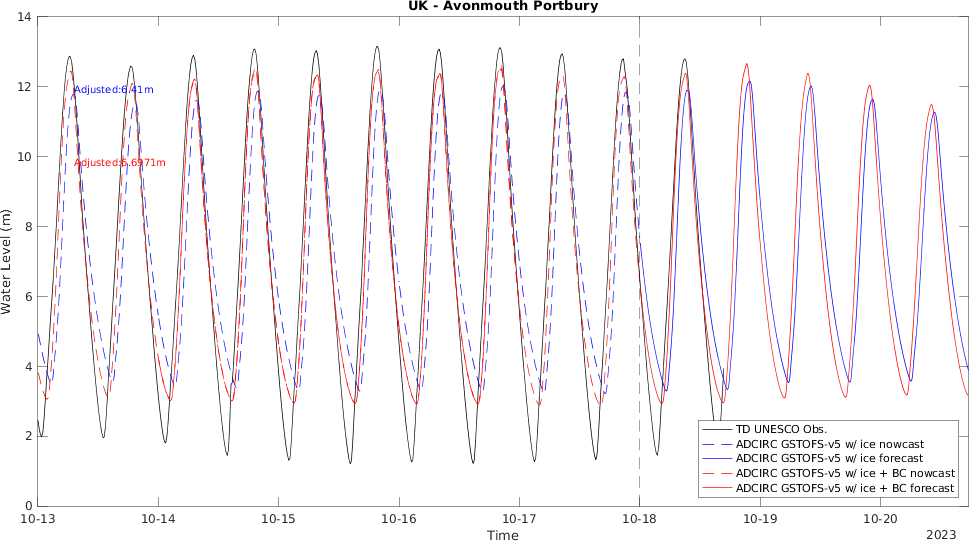 UK - Avonmouth Portbury
14
12
10
8
6
4
2
0
Water Level (m)
Adjusted:6.41m
Adjusted:6.6971m
TD UNESCO Obs.
ADCIRC GSTOFS-v5 w/ ice nowcast
ADCIRC GSTOFS-v5 w/ ice forecast
ADCIRC GSTOFS-v5 w/ ice + BC nowcast
ADCIRC GSTOFS-v5 w/ ice + BC forecast
10-13 10-14 10-15 10-16 10-17 10-18 10-19 10-20
Time
2023